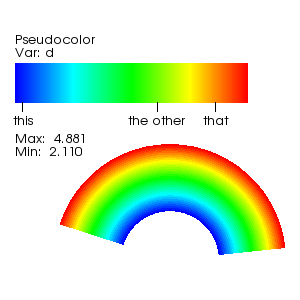 Pseudocolor
Var: d
this the other that
Max: 4.881
Min: 2.110